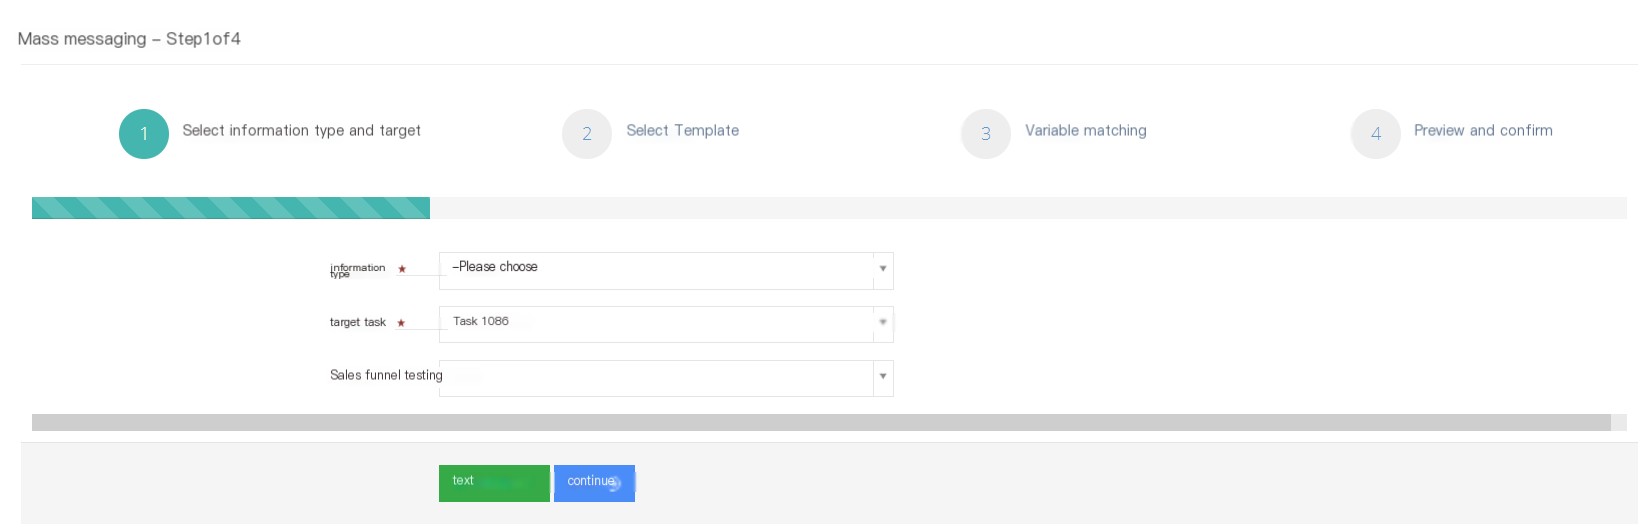 Mass messaging – Step1of4
1 Select information type and target
2 Select Template
3 Variable matching
4 Preview and confirm
information
type ★ –Please choose
target task ★ Task 1086
Sales funnel testing
text continue